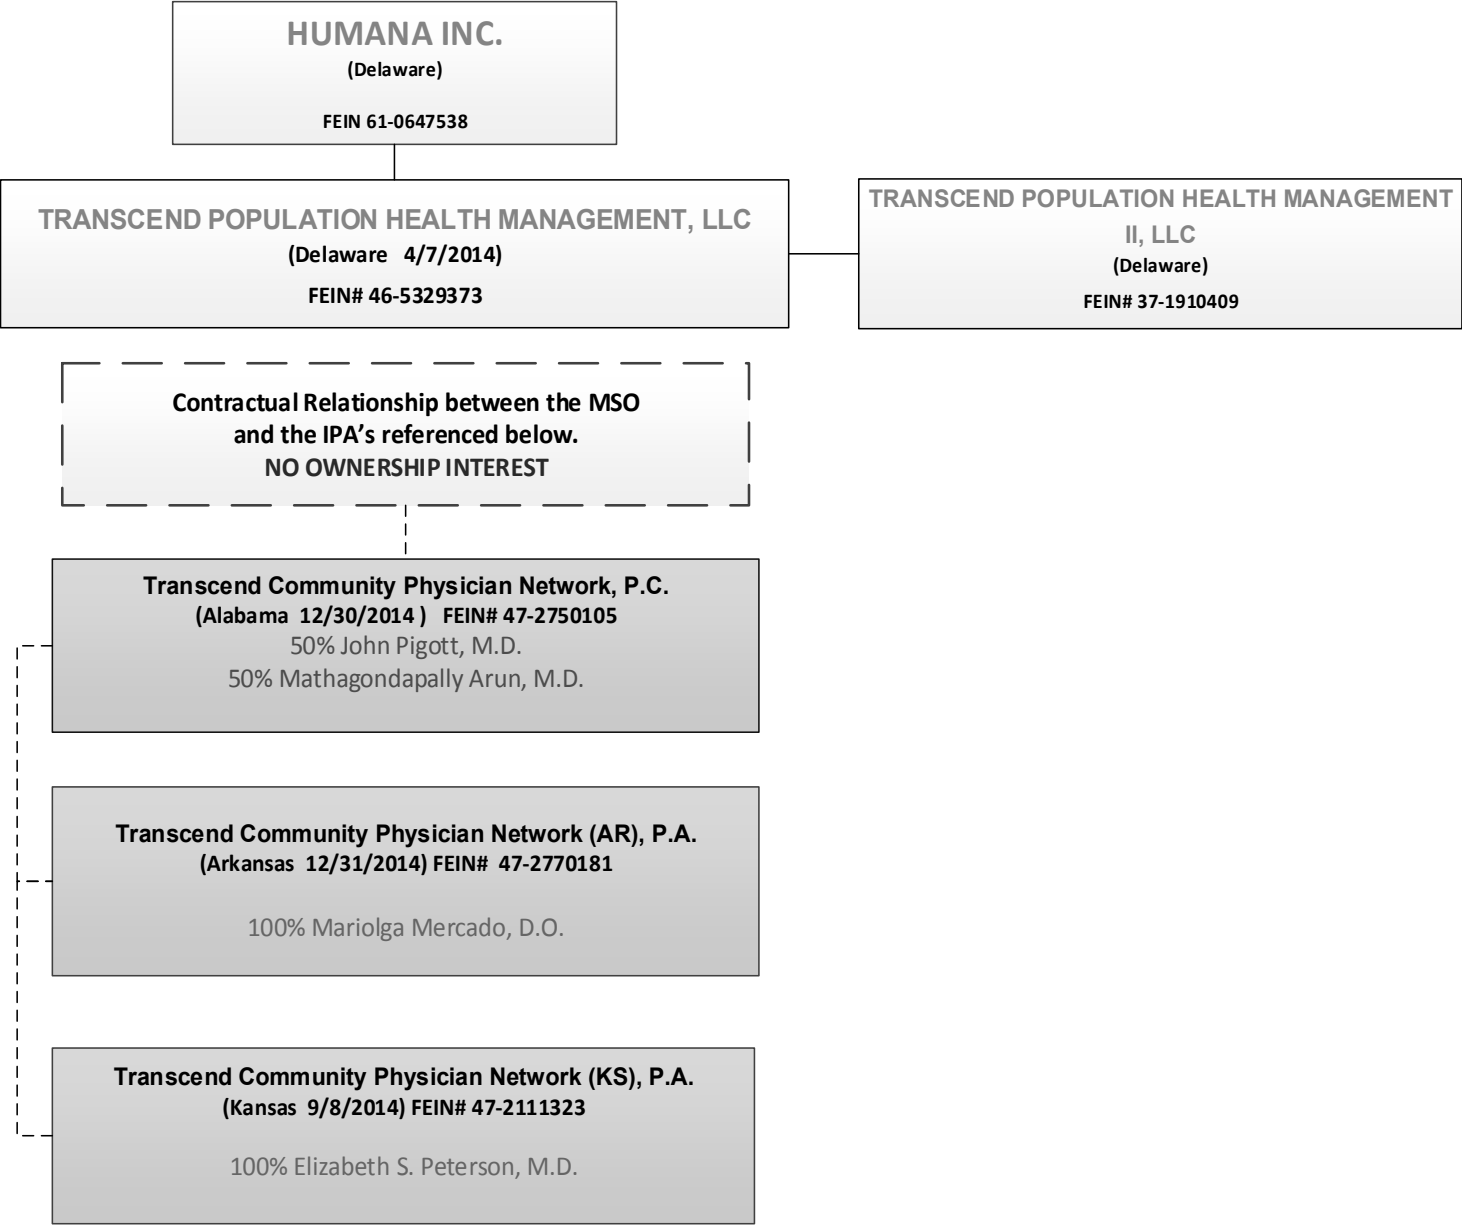 HUMANA INC.
(Delaware)
FEIN 61-0647538
TRANSCEND POPULATION HEALTH MANAGEMENT, LLC
(Delaware 4/7/2014)
FEIN# 46-5329373
TRANSCEND POPULATION HEALTH MANAGEMENT
II, LLC
(Delaware)
FEIN# 37-1910409
Contractual Relationship between the MSO
and the IPA’s referenced below.
NO OWNERSHIP INTEREST
Transcend Community Physician Network, P.C.
(Alabama 12/30/2014 ) FEIN# 47-2750105
50% John Pigott, M.D.
50% Mathagondapally Arun, M.D.
Transcend Community Physician Network (AR), P.A.
(Arkansas 12/31/2014) FEIN# 47-2770181
100% Mariolga Mercado, D.O.
Transcend Community Physician Network (KS), P.A.
(Kansas 9/8/2014) FEIN# 47-2111323
100% Elizabeth S. Peterson, M.D.